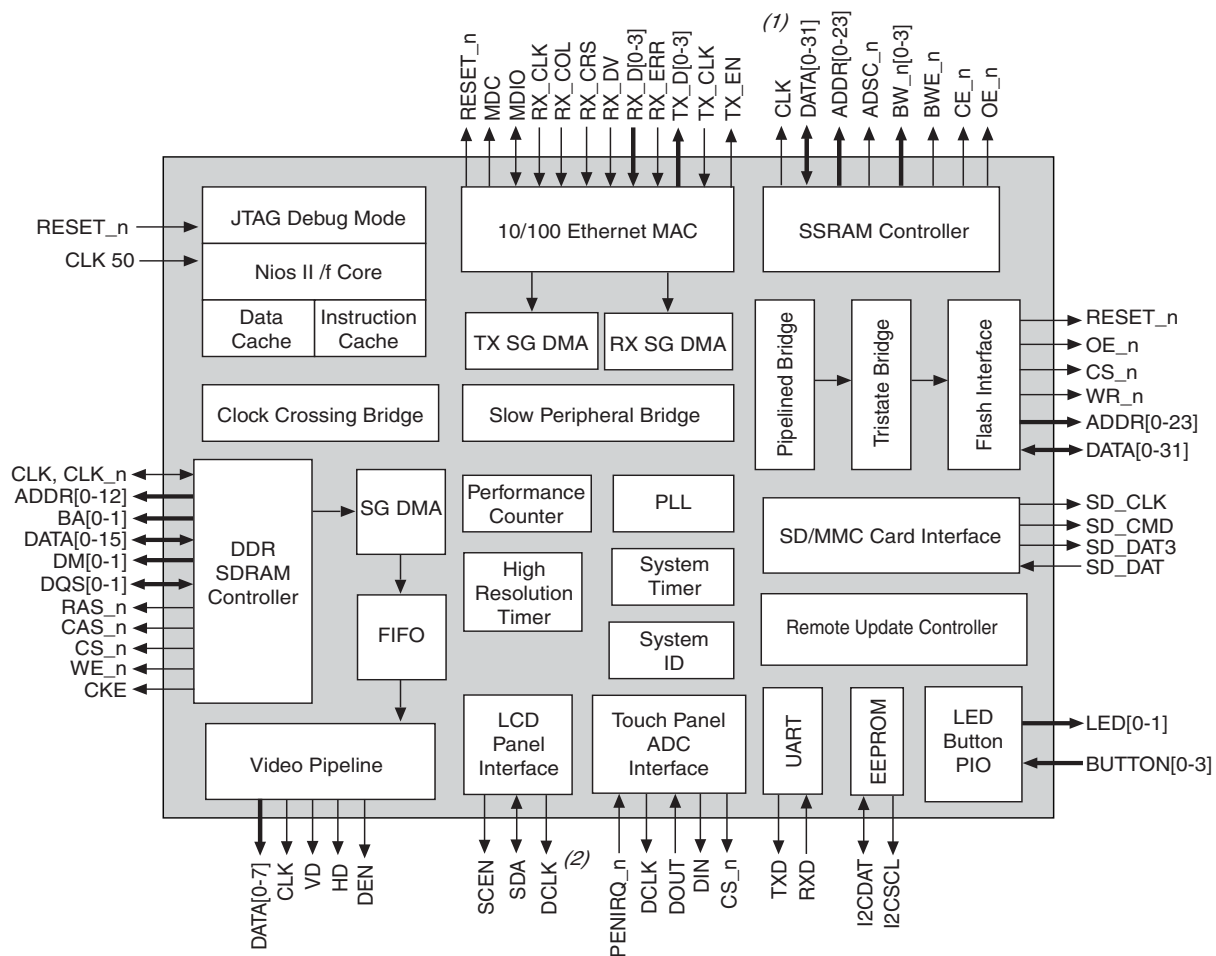 (1)
RESET_n
MDC
MDIO
RX_CLK
RX_COL
RX_CRS
RX_DV
RX_D[0-3]
RX_ERR
TX_D[0-3]
TX_CLK
TX_EN
CLK
DATA[0-31]
ADDR[0-23]
ADSC_n
BW_n[0-3]
BWE_n
CE_n
OE_n
RESET_n
CLK 50
JTAG Debug Mode
Nios II /f Core
Data
Cache
Instruction
Cache
10/100 Ethernet MAC
SSRAM Controller
TX SG DMA
RX SG DMA
Pipelined Bridge
Tristate Bridge
Flash Interface
RESET_n
OE_n
CS_n
WR_n
ADDR[0-23]
DATA[0-31]
Clock Crossing Bridge
Slow Peripheral Bridge
CLK, CLK_n
ADDR[0-12]
BA[0-1]
DATA[0-15]
DM[0-1]
DQS[0-1]
RAS_n
CAS_n
CS_n
WE_n
CKE
DDR
SDRAM
Controller
SG DMA
FIFO
Performance
Counter
PLL
High
Resolution
Timer
System
Timer
System
ID
SD/MMC Card Interface
SD_CLK
SD_CMD
SD_DAT3
SD_DAT
Remote Update Controller
Video Pipeline
LCD
Panel
Interface
Touch Panel
ADC
Interface
UART
EEPROM
LED
Button
PIO
LED[0-1]
BUTTON[0-3]
DATA[0-7]
CLK
VD
HD
DEN
SCEN
SDA
DCLK
(2)
PENIRQ_n
DCLK
DOUT
DIN
CS_n
TXD
RXD
I2CDAT
I2CSCL